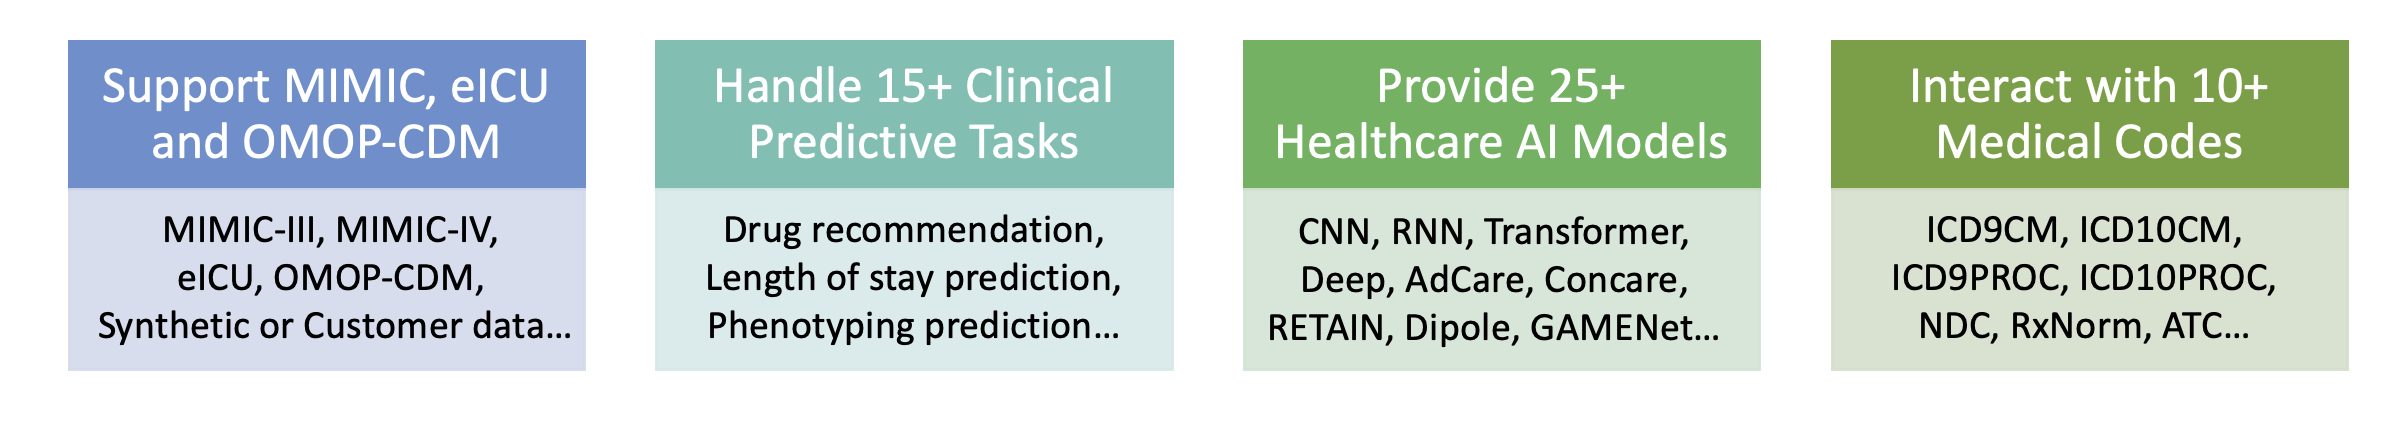 Support MIMIC, eICU
and OMOP-CDM
MIMIC-III, MIMIC-IV,
eICU, OMOP-CDM,
Synthetic or Customer data…
Handle 15+ Clinical
Predictive Tasks
Drug recommendation,
Length of stay prediction,
Phenotyping prediction…
Provide 25+
Healthcare AI Models
CNN, RNN, Transformer,
Deep, AdCare, Concare,
RETAIN, Dipole, GAMENet…
Interact with 10+
Medical Codes
ICD9CM, ICD10CM,
ICD9PROC, ICD10PROC,
NDC, RxNorm, ATC…